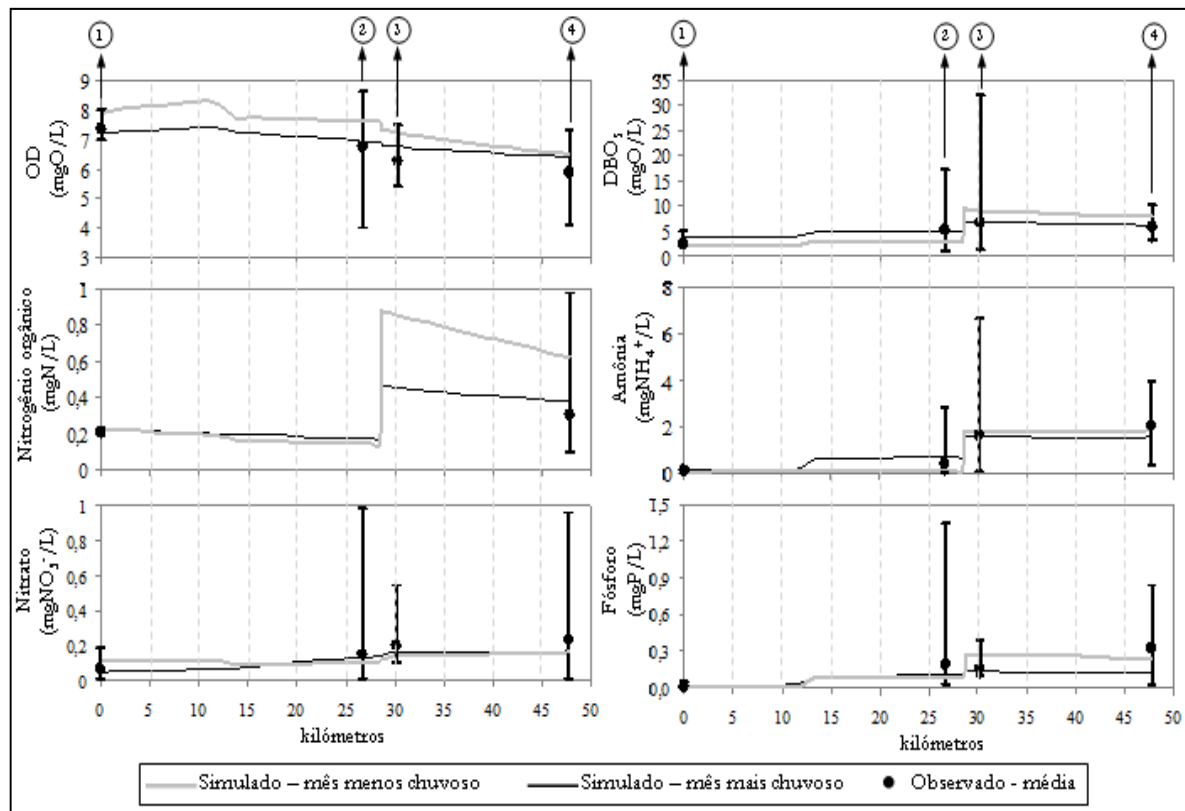 1 2 3 4
1 2 3 4
OD
(mgO/L)
9
8
7
6
5
4
3
DBO5
(mgO/L)
35
30
25
20
15
10
5
0
Nitrogénio orgânico
(mgN/L)
1
0,8
0,6
0,4
0,2
0
Amônia
(mgNH4+/L)
8
6
4
2
0
Nitrato
(mgNO3-/L)
1
0,8
0,6
0,4
0,2
0
0 5 10 15 20 25 30 35 40 45 50
kilómetros
Fósforo
(mgP/L)
1,5
1,2
0,9
0,6
0,3
0,0
0 5 10 15 20 25 30 35 40 45 50
kilómetros
Simulado – mês menos chuvoso Simulado – mês mais chuvoso Observado - média